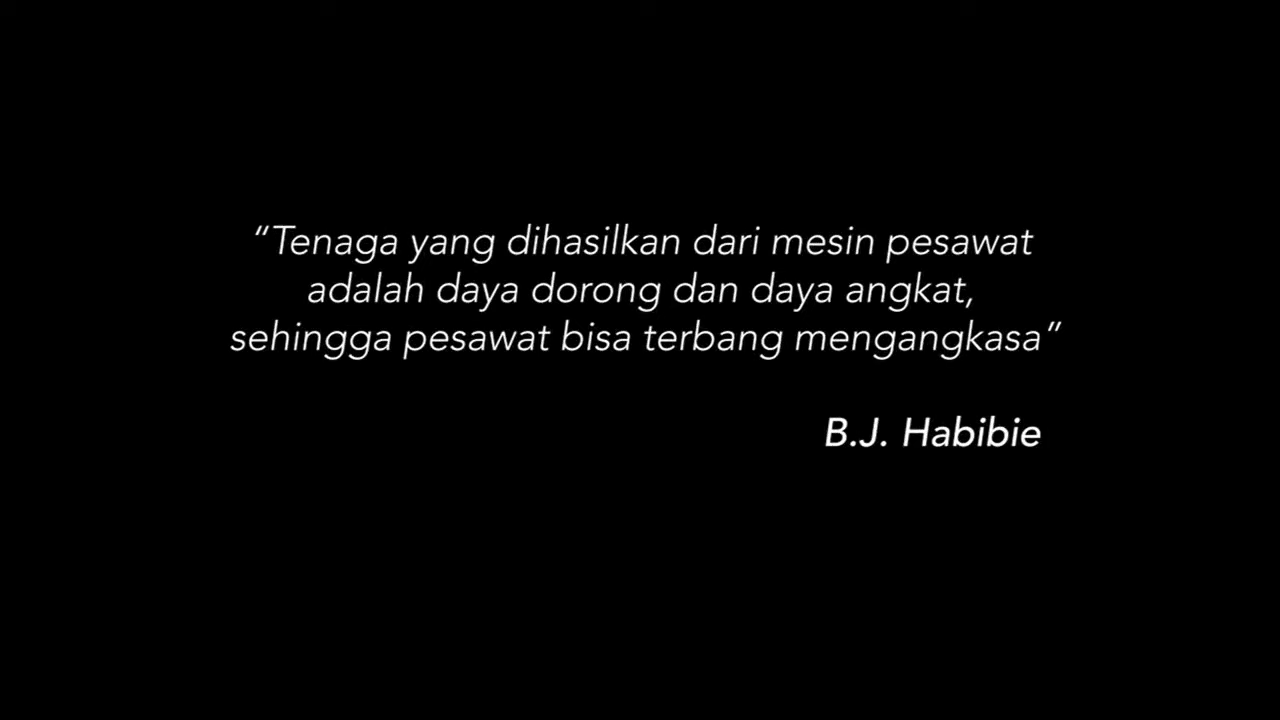 “Tenaga yang dihasilkan dari mesin pesawat
adalah daya dorong dan daya angkat,
sehingga pesawat bisa terbang mengangkasa”
B.J. Habibie